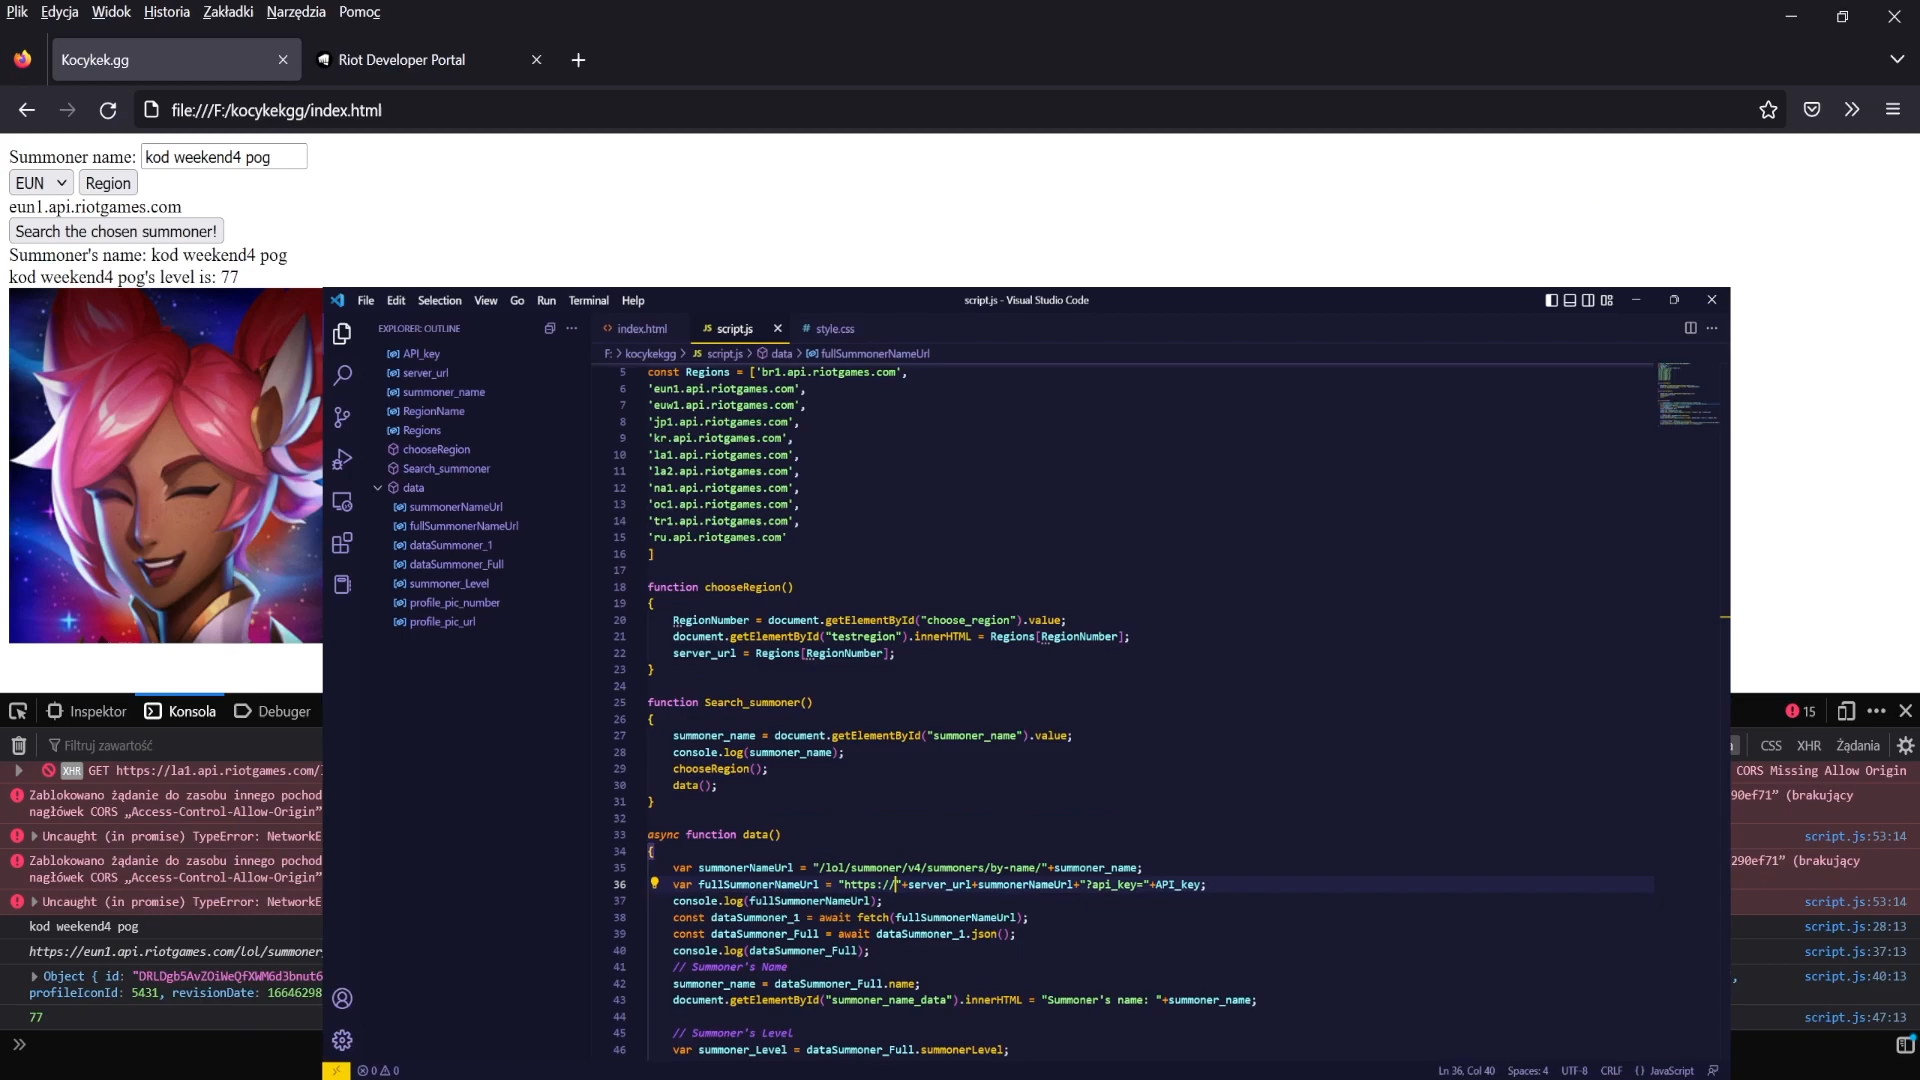 Plik Edycja Widok Historia Zakładki Narzędzia Pomoc
Kocykek.gg
Riot Developer Portal
file:///F:/kocykekgg/index.html
Summoner name: kod weekend4 pog
EUN Region
eun1.api.riotgames.com
Search the chosen summoner!
Summoner's name: kod weekend4 pog
kod weekend4 pog's level is: 77
File Edit Selection View Go Run Terminal Help
script.js - Visual Studio Code
EXPLORER: OUTLINE
API_key
server_url
summoner_name
RegionName
Regions
chooseRegion
Search_summoner
data
summonerNameUrl
fullSummonerNameUrl
dataSummoner_1
dataSummoner_Full
summoner_Level
profile_pic_number
profile_pic_url
index.html JS script.js # style.css
F: > kocykekgg > JS script.js > data > fullSummonerNameUrl
5 const Regions = ['br1.api.riotgames.com',
6 'eun1.api.riotgames.com',
7 'euw1.api.riotgames.com',
8 'jp1.api.riotgames.com',
9 'kr.api.riotgames.com',
10 'la1.api.riotgames.com',
11 'la2.api.riotgames.com',
12 'na1.api.riotgames.com',
13 'oc1.api.riotgames.com',
14 'tr1.api.riotgames.com',
15 'ru.api.riotgames.com'
16 ]
17
18 function chooseRegion()
19 {
20 RegionNumber = document.getElementById("choose_region").value;
21 document.getElementById("testregion").innerHTML = Regions[RegionNumber];
22 server_url = Regions[RegionNumber];
23 }
24
25 function Search_summoner()
26 {
27 summoner_name = document.getElementById("summoner_name").value;
28 console.log(summoner_name);
29 chooseRegion();
30 data();
31 }
32
33 async function data()
34 {
35 var summonerNameUrl = "/lol/summoner/v4/summoners/by-name/"+summoner_name;
36 var fullSummonerNameUrl = "https://"+server_url+summonerNameUrl+"?api_key="+API_key;
37 console.log(fullSummonerNameUrl);
38 const dataSummoner_1 = await fetch(fullSummonerNameUrl);
39 const dataSummoner_Full = await dataSummoner_1.json();
40 console.log(dataSummoner_Full);
41 // Summoner's Name
42 summoner_name = dataSummoner_Full.name;
43 document.getElementById("summoner_name_data").innerHTML = "Summoner's name: "+summoner_name;
44
45 // Summoner's Level
46 var summoner_Level = dataSummoner_Full.summonerLevel;
0 0
Ln 36, Col 40 Spaces: 4 UTF-8 CRLF {} JavaScript
Inspektor Konsola Debuger
15
Filtruj zawartość
CSS XHR Żądania
XHR GET https://la1.api.riotgames.com/
CORS Missing Allow Origin
Zablokowano żądanie do zasobu innego pochod
90ef71” (brakujący
nagłówek CORS „Access-Control-Allow-Origin”
Uncaught (in promise) TypeError: NetworkE
script.js:53:14
Zablokowano żądanie do zasobu innego pochod
290ef71” (brakujący
nagłówek CORS „Access-Control-Allow-Origin”
Uncaught (in promise) TypeError: NetworkE
script.js:53:14
kod weekend4 pog
script.js:28:13
https://eun1.api.riotgames.com/lol/summoner
script.js:37:13
Object { id: "DRLDgb5AvZOiWeQfXWM6d3bnut6
script.js:40:13
profileIconId: 5431, revisionDate: 16646298
77
script.js:47:13